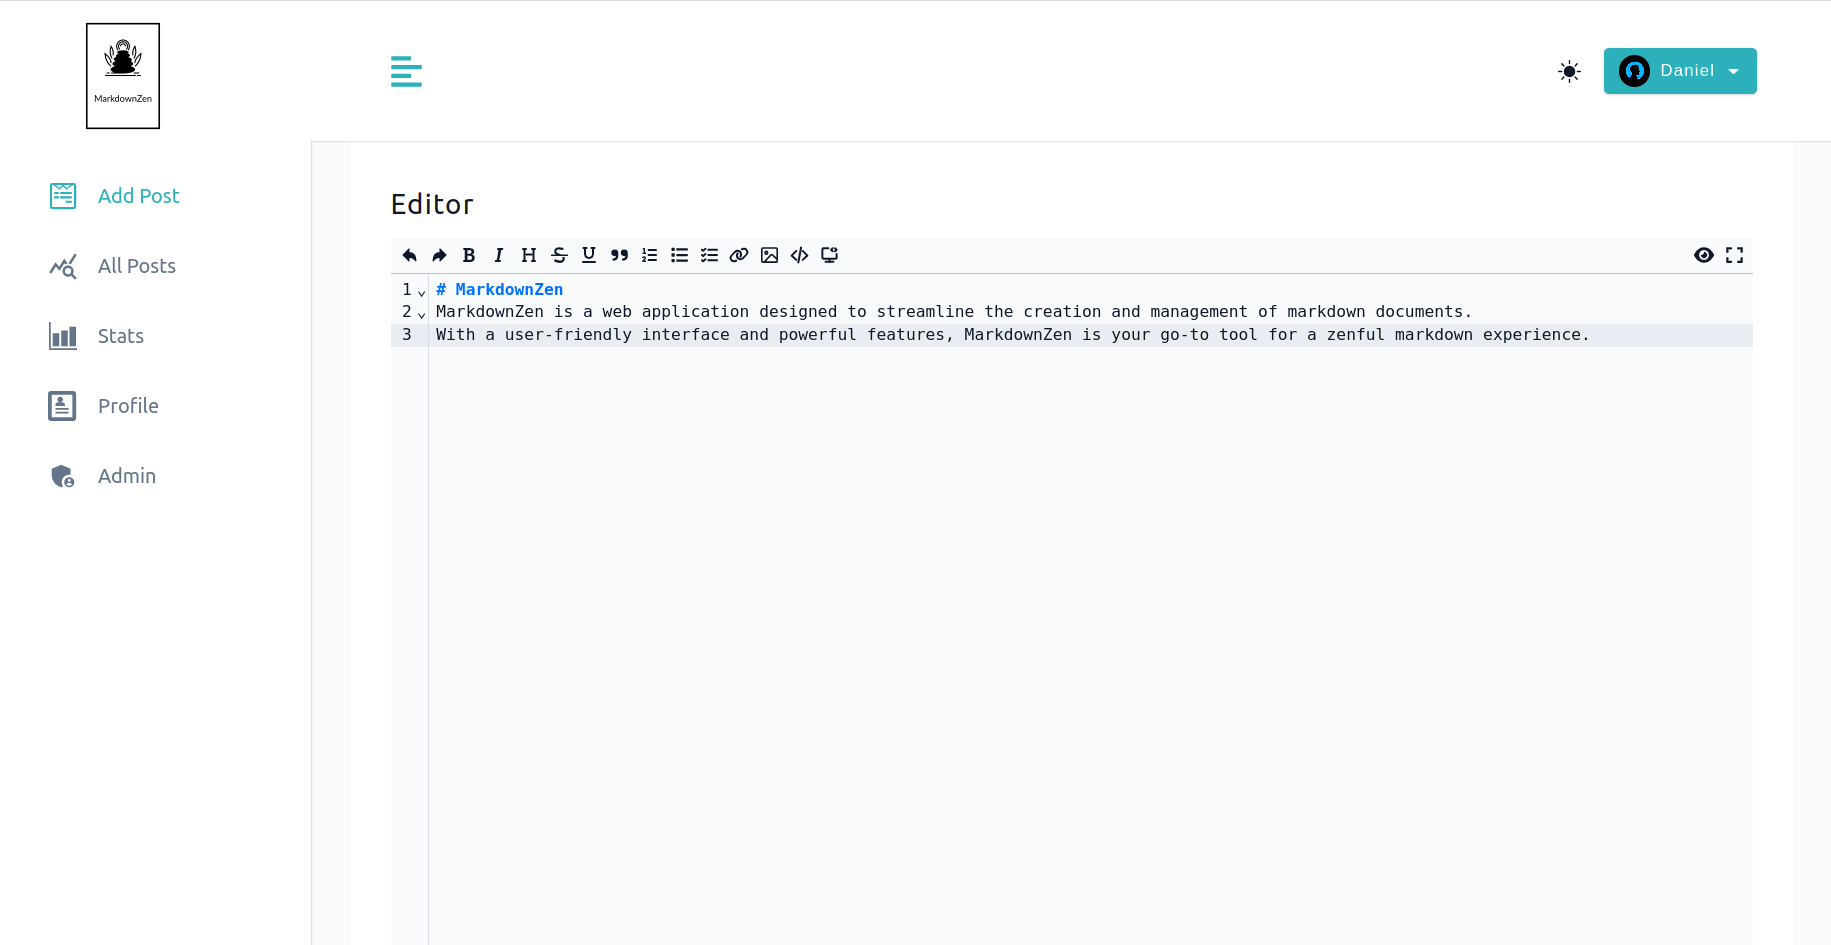 MarkdownZen
Daniel
Add Post
All Posts
Stats
Profile
Admin
Editor
1 # MarkdownZen
2 MarkdownZen is a web application designed to streamline the creation and management of markdown documents.
3 With a user-friendly interface and powerful features, MarkdownZen is your go-to tool for a zenful markdown experience.